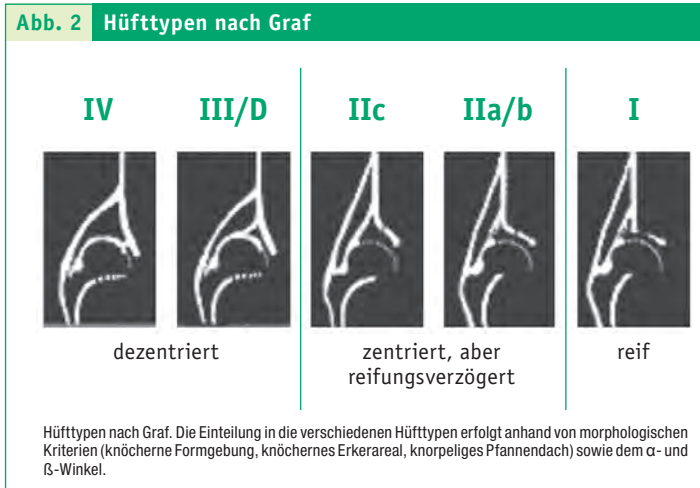 Abb. 2 Hüfttypen nach Graf
IV III/D IIc IIa/b I
dezentriert zentriert, aber reif
reifungsverzögert
Hüfttypen nach Graf. Die Einteilung in die verschiedenen Hüfttypen erfolgt anhand von morphologischen
Kriterien (knöcherne Formgebung, knöchernes Erkerareal, knorpeliges Pfannendach) sowie dem α- und
ß-Winkel.